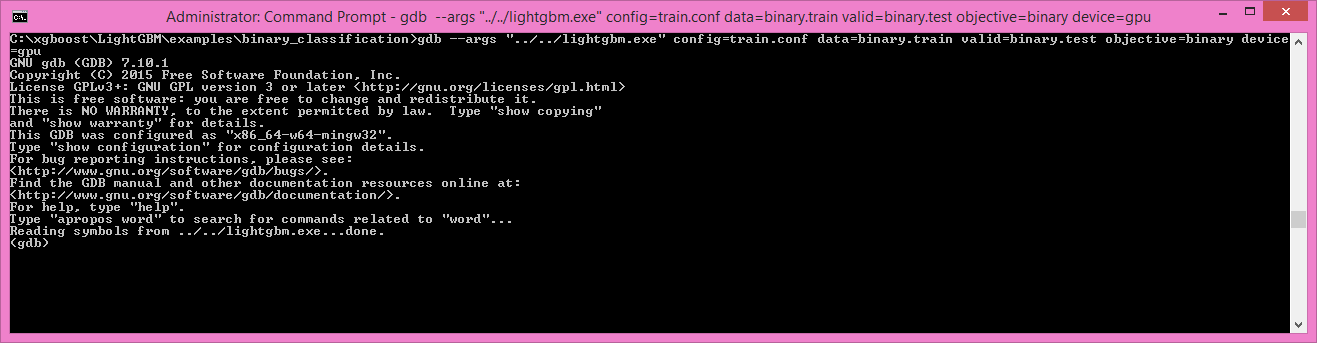 Administrator: Command Prompt - gdb  --args "../../lightgbm.exe" config=train.conf data=binary.train valid=binary.test objective=binary device=gpu
C:\xgboost\LightGBM\examples\binary_classification>gdb --args "../../lightgbm.exe" config=train.conf data=binary.train valid=binary.test objective=binary device
=gpu
GNU gdb (GDB) 7.10.1
Copyright (C) 2015 Free Software Foundation, Inc.
License GPLv3+: GNU GPL version 3 or later <http://gnu.org/licenses/gpl.html>
This is free software: you are free to change and redistribute it.
There is NO WARRANTY, to the extent permitted by law.  Type "show copying"
and "show warranty" for details.
This GDB was configured as "x86_64-w64-mingw32".
Type "show configuration" for configuration details.
For bug reporting instructions, please see:
<http://www.gnu.org/software/gdb/bugs/>.
Find the GDB manual and other documentation resources online at:
<http://www.gnu.org/software/gdb/documentation/>.
For help, type "help".
Type "apropos word" to search for commands related to "word"...
Reading symbols from ../../lightgbm.exe...done.
(gdb)